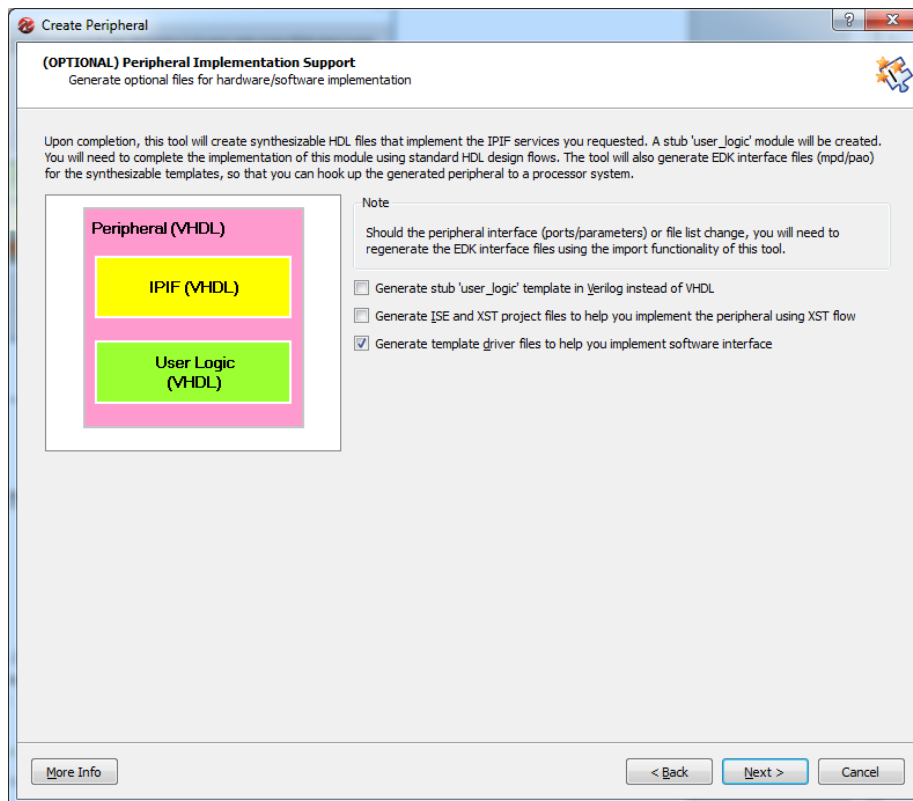 Create Peripheral
?
(OPTIONAL) Peripheral Implementation Support
Generate optional files for hardware/software implementation
Upon completion, this tool will create synthesizable HDL files that implement the IPIF services you requested. A stub 'user_logic' module will be created.
You will need to complete the implementation of this module using standard HDL design flows. The tool will also generate EDK interface files (mpd/pao)
for the synthesizable templates, so that you can hook up the generated peripheral to a processor system.
Peripheral (VHDL)
IPIF (VHDL)
User Logic
(VHDL)
Note
Should the peripheral interface (ports/parameters) or file list change, you will need to
regenerate the EDK interface files using the import functionality of this tool.
Generate stub 'user_logic' template in Verilog instead of VHDL
Generate ISE and XST project files to help you implement the peripheral using XST flow
Generate template driver files to help you implement software interface
More Info
< Back
Next >
Cancel